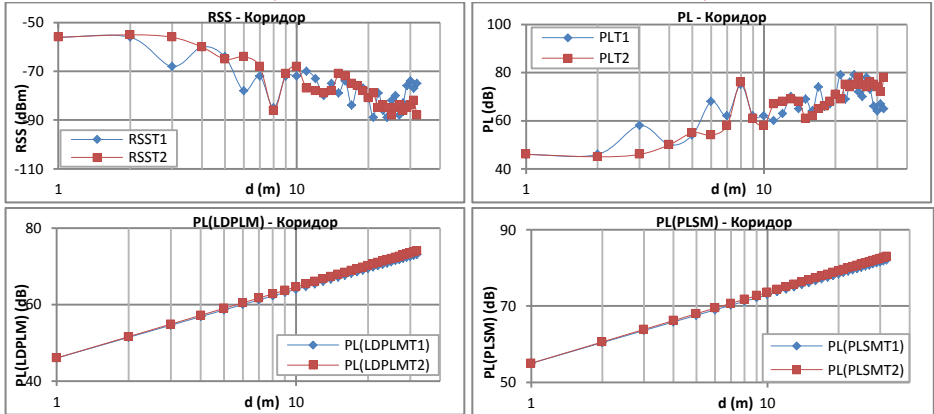 RSS - Коридор
-50
-70
-90
-110
RSS (dBm)
RSST1
RSST2
1
10
d (m)
PL - Коридор
100
80
60
40
PL (dB)
PLT1
PLT2
1
10
d (m)
PL(LDPLM) - Коридор
80
60
40
PL(LDPLM) (dB)
PL(LDPLMT1)
PL(LDPLMT2)
1
10
d (m)
PL(PLSM) - Коридор
90
70
50
PL(PLSM) (dB)
PL(PLSMT1)
PL(PLSMT2)
1
10
d (m)